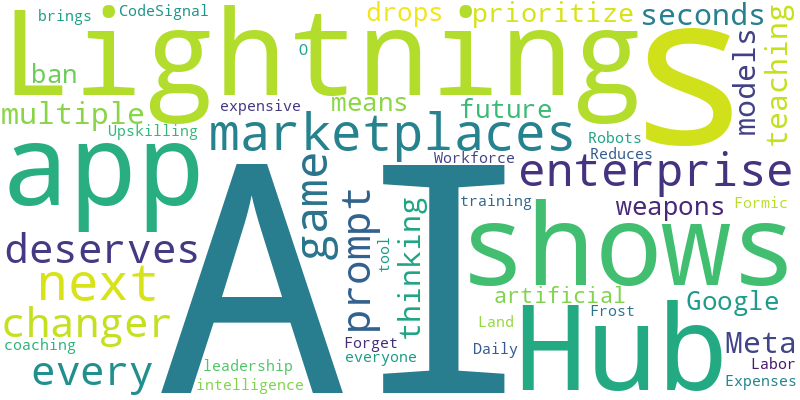 brings
CodeSignal
drops
prioritize
seconds
Lightning
s
ban
multiple
Upskilling
expensive
O
means
future
models
teaching
marketplaces
Robots
Reduces
Workforce
app
AI
game
enterprise
training
weapons
Formic
deserves
prompt
thinking
tool
shows
next
changer
artificial
Google
Hub
Land
Frost
Meta
coaching
Forget
everyone
Daily
Labor
every
leadership
intelligence
Expenses